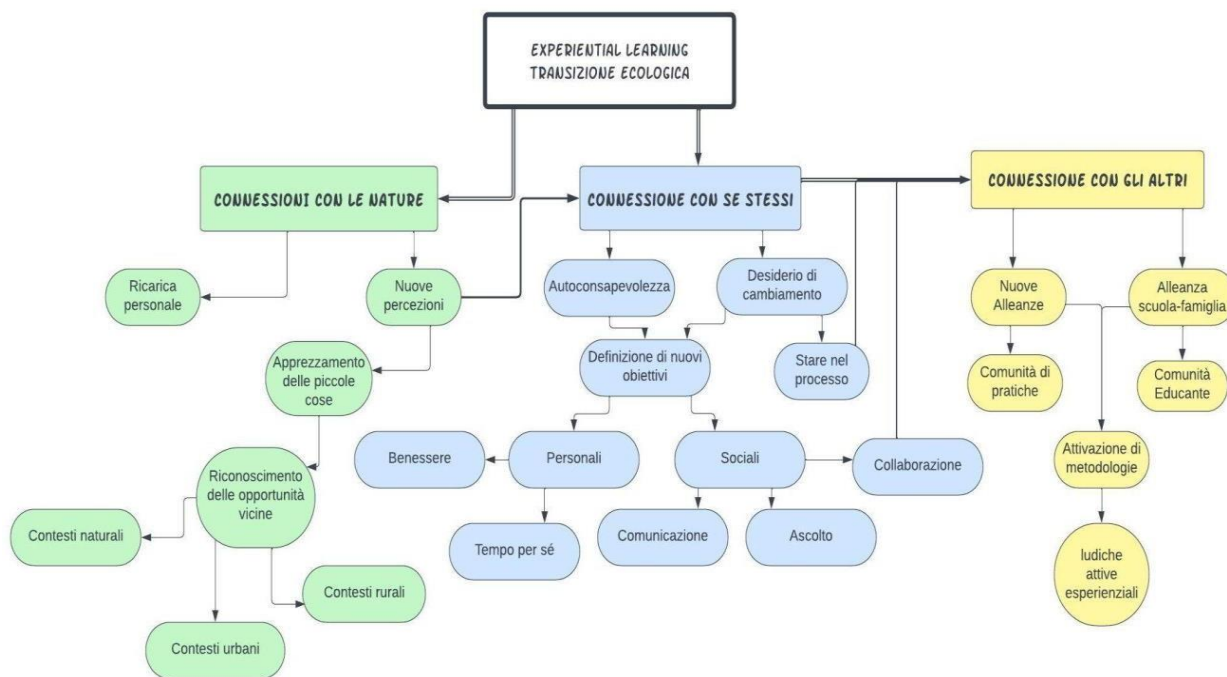 EXPERIENTIAL LEARNING
TRANSIZIONE ECOLOGICA
CONNESSIONI CON LE NATURE
CONNESSIONE CON SE STESSI
CONNESSIONE CON GLI ALTRI
Ricarica
personale
Nuove
percezioni
Autoconsapevolezza
Desiderio di
cambiamento
Nuove
Alleanze
Alleanza
scuola-famiglia
Apprezzamento
delle piccole
cose
Definizione di nuovi
obiettivi
Stare nel
processo
Comunità di
pratiche
Comunità
Educante
Riconoscimento
delle opportunità
vicine
Benessere
Personali
Sociali
Collaborazione
Attivazione di
metodologie
Contesti naturali
Tempo per sé
Comunicazione
Ascolto
ludiche
attive
esperienziali
Contesti rurali
Contesti urbani